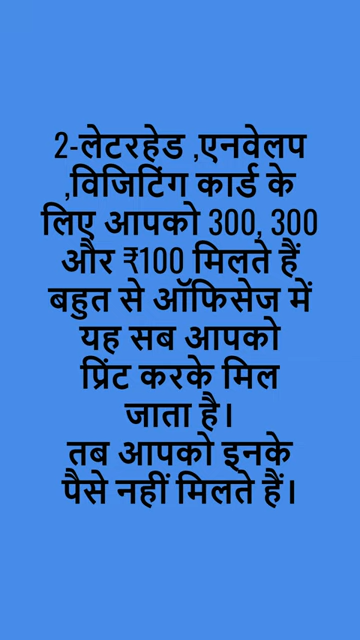 2-लेटरहेड ,एनवेलप
,विजिटिंग कार्ड के
लिए आपको 300, 300
और ₹100 मिलते हैं
बहुत से ऑफिसेज में
यह सब आपको
प्रिंट करके मिल
जाता है।
तब आपको इनके
पैसे नहीं मिलते हैं।